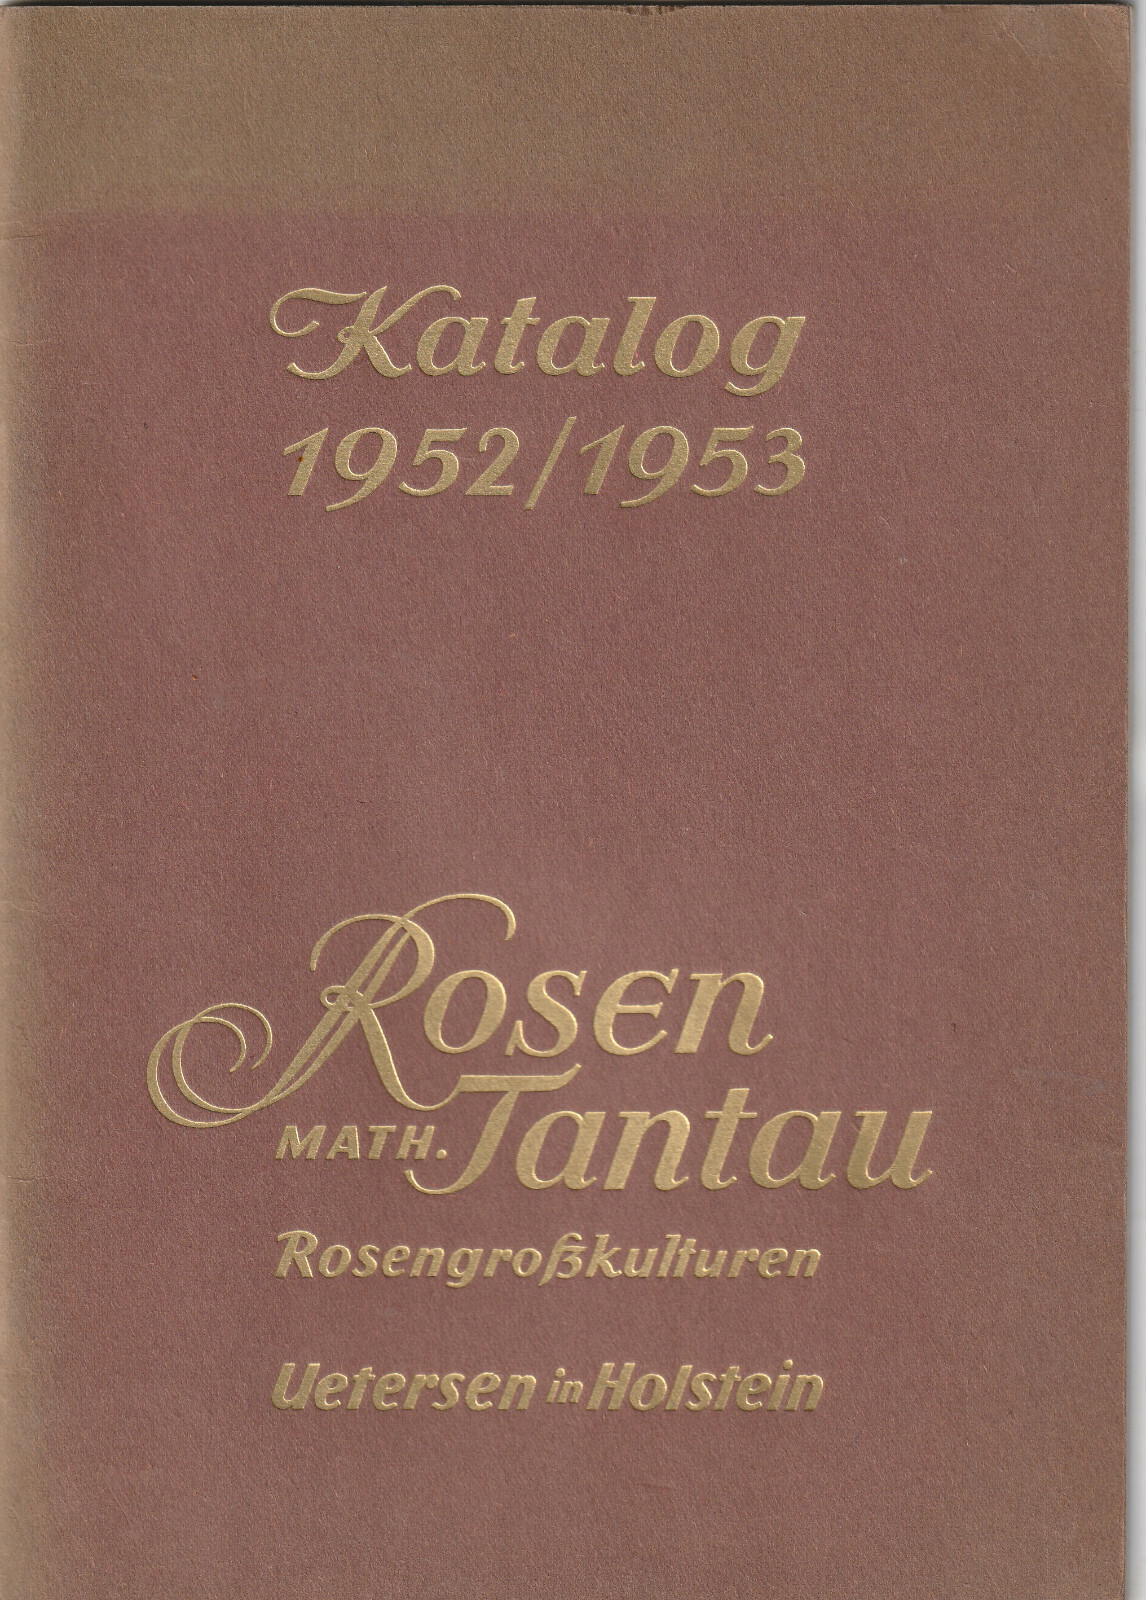 Katalog
1952/1953
Rosen
MATH. Tantau
Rosengroßkulturen
Uetersen in Holstein